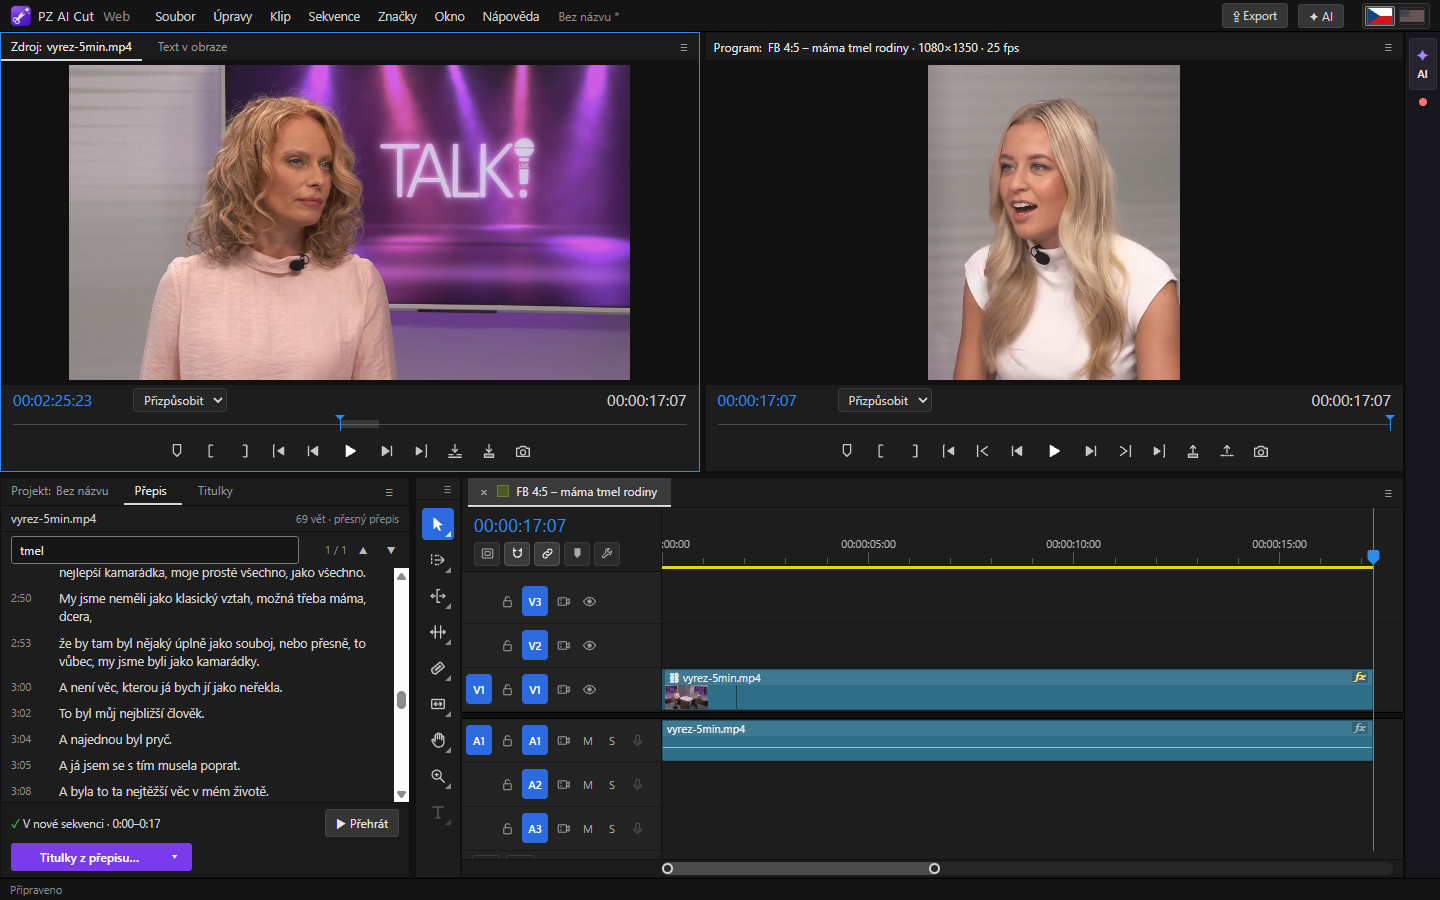 PZ AI Cut Web Soubor Úpravy Klip Sekvence Značky Okno Nápověda Bez názvu * Export AI
Zdroj: vyrez-5min.mp4 Text v obraze
Program: FB 4:5 – máma tmel rodiny · 1080×1350 · 25 fps
AI
TALK!
LIVE
00:02:25:23 Přizpůsobit 00:00:17:07
00:00:17:07 Přizpůsobit 00:00:17:07
Projekt: Bez názvu Přepis Titulky
vyrez-5min.mp4 69 vět · přesný přepis
tmel 1 / 1
nejlepší kamarádka, moje prostě všechno, jako všechno.
2:50 My jsme neměli jako klasický vztah, možná třeba máma,
dcera,
2:53 že by tam byl nějaký úplně jako souboj, nebo přesně, to
vůbec, my jsme byli jako kamarádky.
3:00 A není věc, kterou já bych jí jako neřekla.
3:02 To byl můj nejbližší člověk.
3:04 A najednou byl pryč.
3:05 A já jsem se s tím musela poprat.
3:08 A byla to ta nejtěžší věc v mém životě.
✓ V nové sekvenci · 0:00–0:17 Přehrát
Titulky z přepisu...
× FB 4:5 – máma tmel rodiny
00:00:17:07
:00:00 00:00:05:00 00:00:10:00 00:00:15:00
V3
V2
V1 V1 vyrez-5min.mp4 fx
A1 A1 M S vyrez-5min.mp4 fx
A2 M S
A3 M S
T
Připraveno